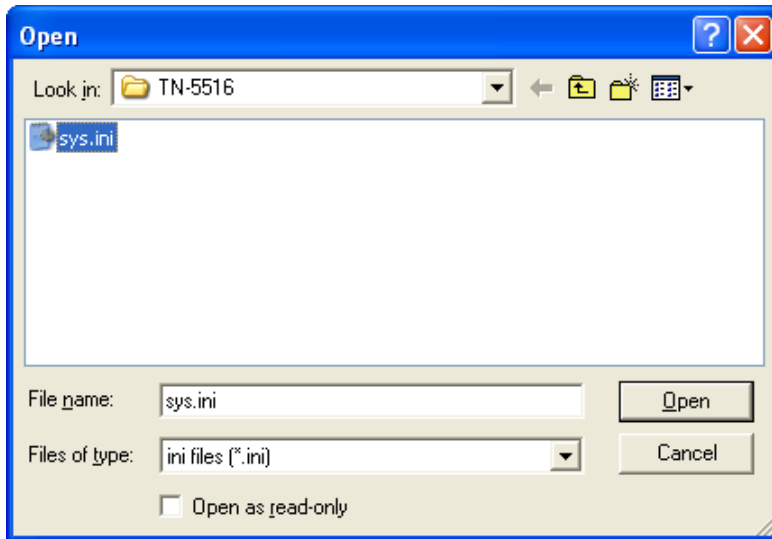 Open
Look in: TN-5516
sys.ini
File name: sys.ini Open
Files of type: ini files (*.ini) Cancel
Open as read-only